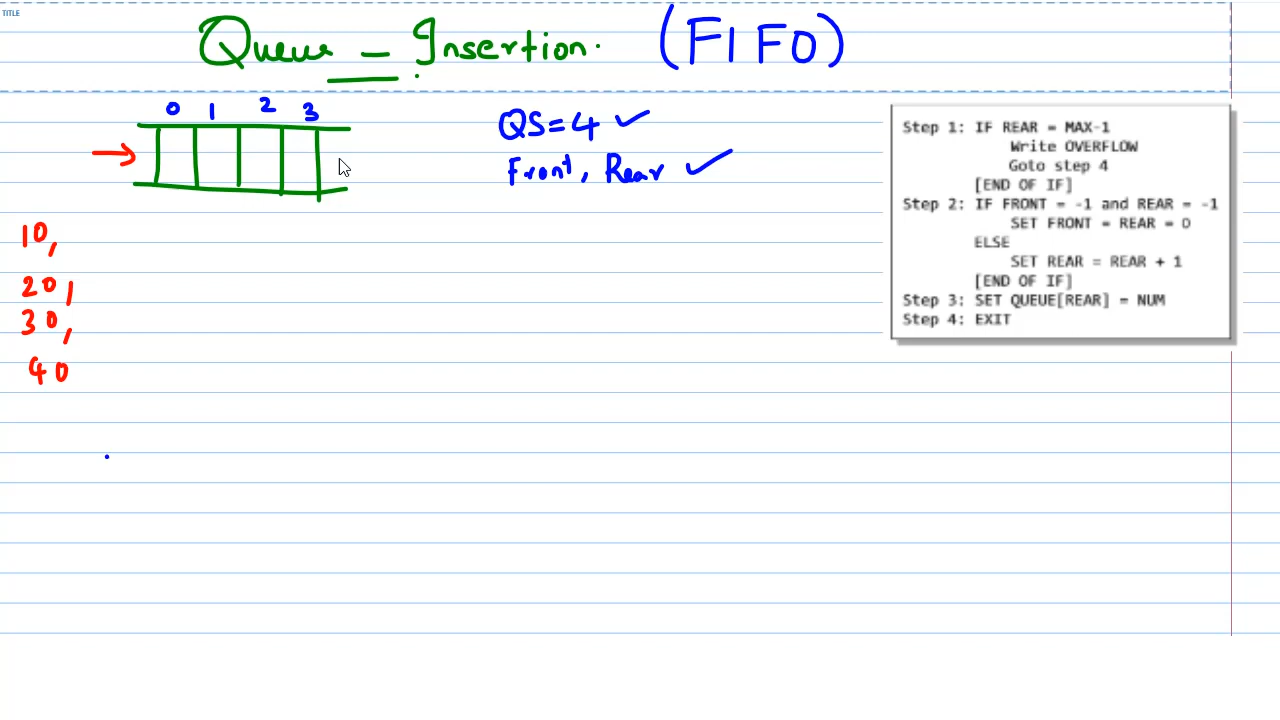 TITLE
Queue - Insertion. (FIFO)
0 1 2 3
QS=4 ✓
Front, Rear ✓
10,
20,
30,
40
Step 1: IF REAR = MAX-1
Write OVERFLOW
Goto step 4
[END OF IF]
Step 2: IF FRONT = -1 and REAR = -1
SET FRONT = REAR = 0
ELSE
SET REAR = REAR + 1
[END OF IF]
Step 3: SET QUEUE[REAR] = NUM
Step 4: EXIT